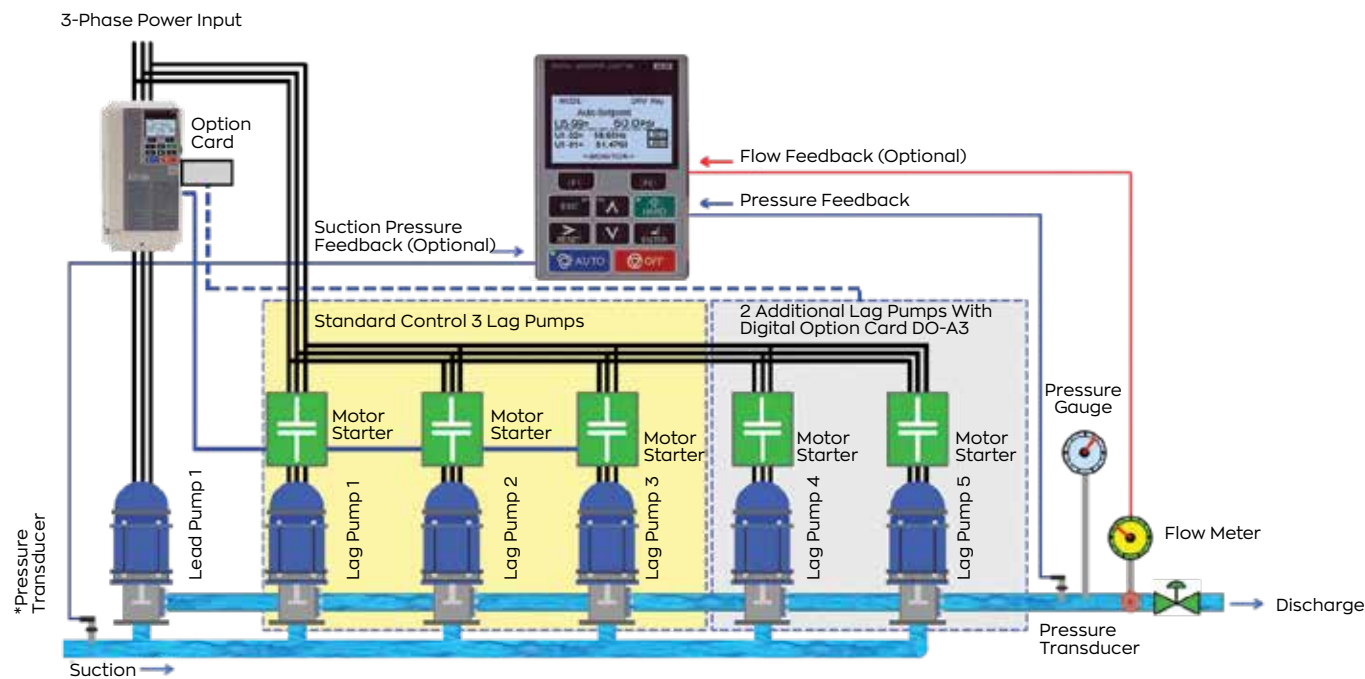 3-Phase Power Input
Option
Card
Flow Feedback (Optional)
Pressure Feedback
Suction Pressure
Feedback (Optional)
AUTO
OFF
Standard Control 3 Lag Pumps
2 Additional Lag Pumps With
Digital Option Card DO-A3
Motor
Starter
Motor
Starter
Motor
Starter
Motor
Starter
Motor
Starter
Pressure
Gauge
*Pressure
Transducer
Lead Pump 1
Lag Pump 1
Lag Pump 2
Lag Pump 3
Lag Pump 4
Lag Pump 5
Flow Meter
Discharge
Pressure
Transducer
Suction